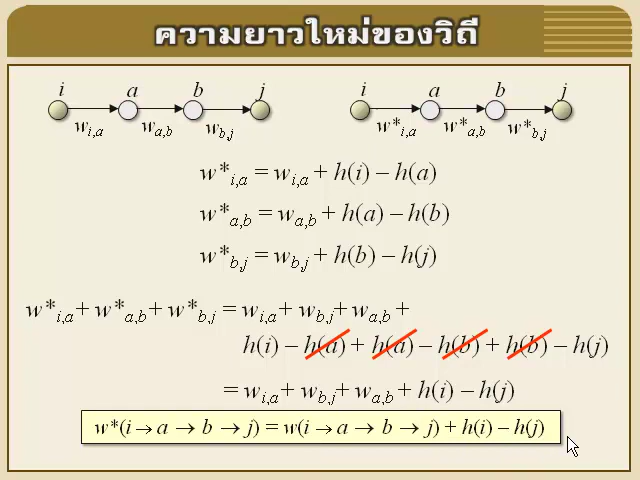 ความยาวใหม่ของวิถี
i a b j i a b j
w_{i,a} w_{a,b} w_{b,j} w*_{i,a} w*_{a,b} w*_{b,j}
w*_{i,a} = w_{i,a} + h(i) – h(a)
w*_{a,b} = w_{a,b} + h(a) – h(b)
w*_{b,j} = w_{b,j} + h(b) – h(j)
w*_{i,a} + w*_{a,b} + w*_{b,j} = w_{i,a} + w_{b,j} + w_{a,b} +
h(i) – h(a) + h(a) – h(b) + h(b) – h(j)
= w_{i,a} + w_{b,j} + w_{a,b} + h(i) – h(j)
w*(i → a → b → j) = w(i → a → b → j) + h(i) – h(j)